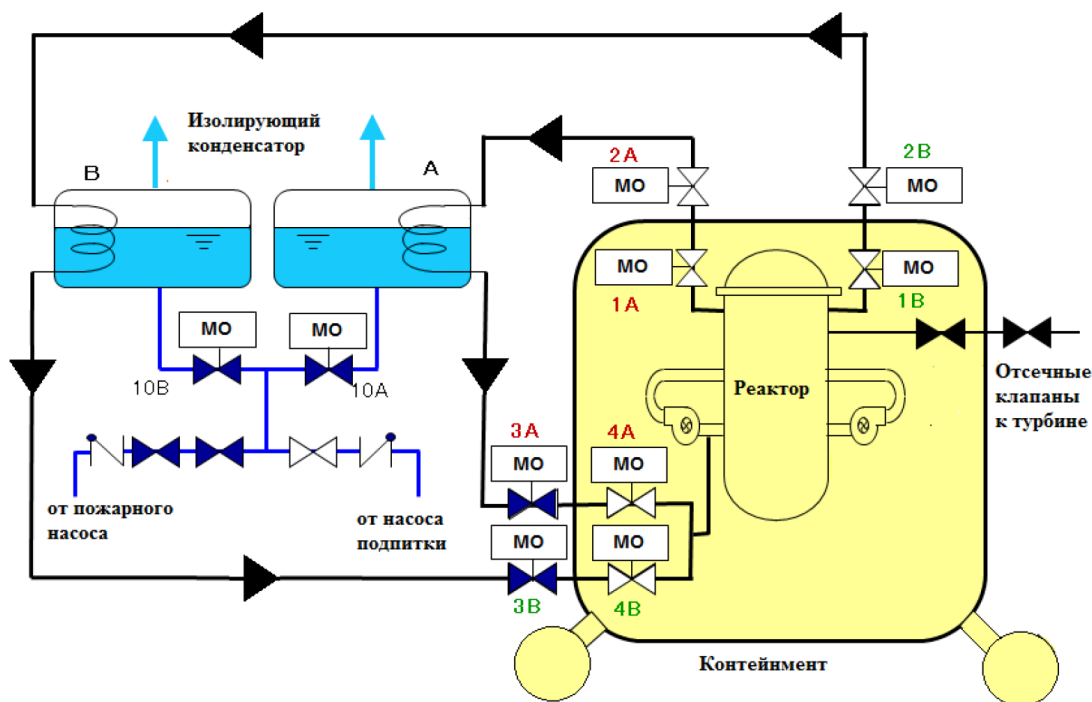 Изолирующий
конденсатор
B
A
2A
2B
MO
MO
MO
MO
1A
1B
MO
MO
10B
10A
Реактор
Отсечные
клапаны
к турбине
3A
4A
MO
MO
от пожарного
насоса
от насоса
подпитки
MO
MO
3B
4B
Контейнмент